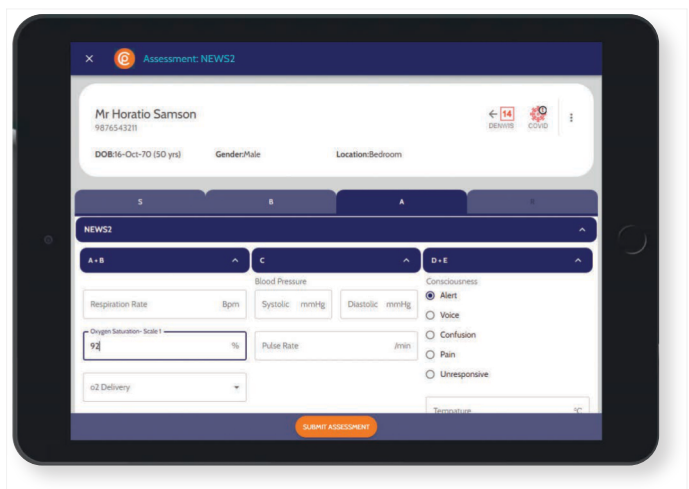 Assessment: NEWS2
Mr Horatio Samson
9876543211
14
DENWIS
COVID
DOB:16-Oct-70 (50 yrs)
Gender:Male
Location:Bedroom
S
B
A
R
NEWS2
A+B
C
D+E
Blood Pressure
Consciousness
Respiration Rate Bpm
Systolic mmHg
Diastolic mmHg
Alert
Voice
Oxygen Saturation- Scale 1
92 %
Pulse Rate /min
Confusion
Pain
Unresponsive
o2 Delivery
°C
SUBMIT ASSESSMENT